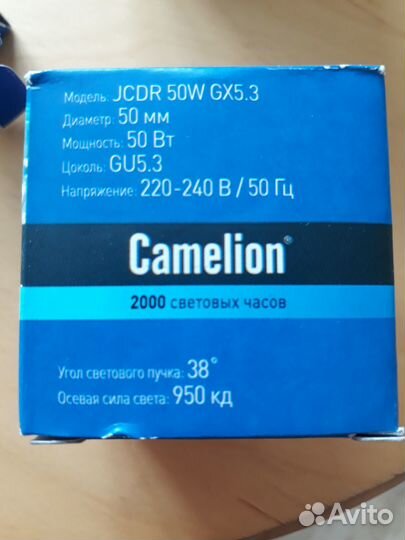 Модель: JCDR 50W GX5.3
Диаметр: 50 мм
Мощность: 50 Вт
Цоколь: GU5.3
Напряжение: 220-240 В / 50 Гц
Camelion®
2000 световых часов
Угол светового пучка: 38°
Осевая сила света: 950 кд
Avito